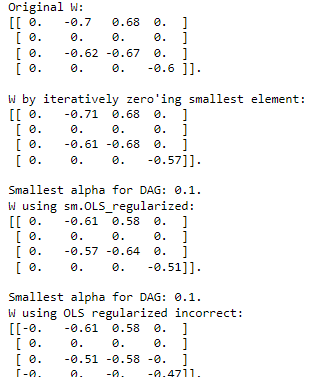 Original W:
[[ 0.   -0.7   0.68  0.  ]
 [ 0.    0.    0.    0.  ]
 [ 0.   -0.62 -0.67  0.  ]
 [ 0.    0.    0.   -0.6 ]].
W by iteratively zero'ing smallest element:
[[ 0.   -0.71  0.68  0.  ]
 [ 0.    0.    0.    0.  ]
 [ 0.   -0.61 -0.68  0.  ]
 [ 0.    0.    0.   -0.57]].
Smallest alpha for DAG: 0.1.
W using sm.OLS_regularized:
[[ 0.   -0.61  0.58  0.  ]
 [ 0.    0.    0.    0.  ]
 [ 0.   -0.57 -0.64  0.  ]
 [ 0.    0.    0.   -0.51]].
Smallest alpha for DAG: 0.1.
W using OLS regularized incorrect:
[[-0.   -0.61  0.58  0.  ]
 [ 0.    0.    0.    0.  ]
 [ 0.   -0.51 -0.58 -0.  ]
 [-0.    0.   -0.   -0.47]].